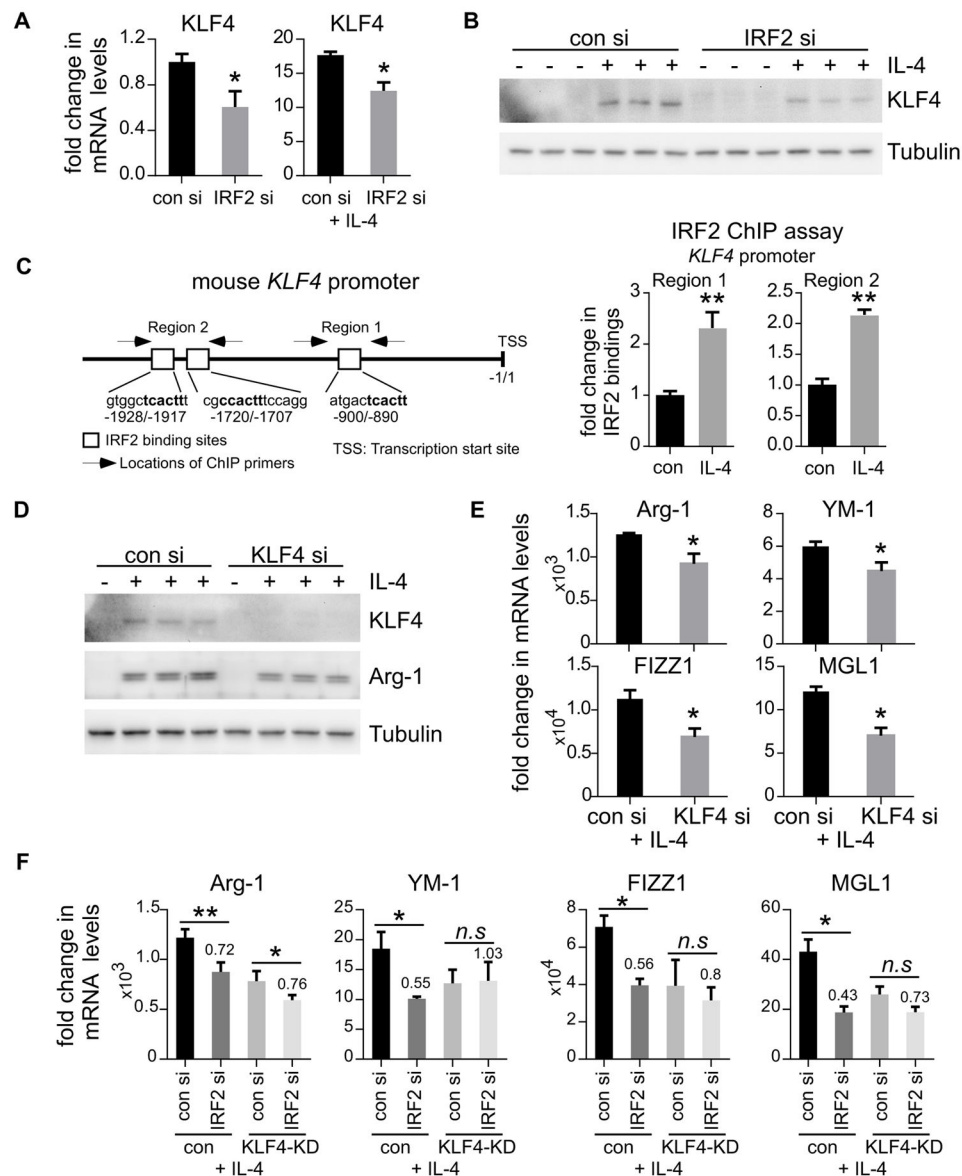 A
KLF4
KLF4
fold change in
mRNA levels
1.2
0.8
0.4
0.0
*
con si IRF2 si
20
15
10
5
0
*
con si IRF2 si
+ IL-4
B
con si
IRF2 si
- - - + + + - - - + + + IL-4
KLF4
Tubulin
C
mouse KLF4 promoter
Region 2
Region 1
TSS
-1/1
gtggctcacttt
-1928/-1917
cgccactttccagg
-1720/-1707
atgactcactt
-900/-890
IRF2 binding sites
Locations of ChIP primers
TSS: Transcription start site
IRF2 ChIP assay
KLF4 promoter
Region 1
Region 2
fold change in
IRF2 bindings
3
2
1
0
**
con IL-4
2.5
2.0
1.5
1.0
0.5
0.0
**
con IL-4
D
con si
KLF4 si
- + + + - + + + IL-4
KLF4
Arg-1
Tubulin
E
fold change in mRNA levels
Arg-1
x10³
1.5
1.0
0.5
0
*
YM-1
8
6
4
2
0
*
FIZZ1
x10⁴
1.5
1.0
0.5
0
*
con si KLF4 si
+ IL-4
MGL1
15
10
5
0
*
con si KLF4 si
+ IL-4
F
fold change in
mRNA levels
Arg-1
x10³
1.5
1.0
0.5
0
**
0.72
*
0.76
con si
IRF2 si
con si
IRF2 si
con KLF4-KD
+ IL-4
YM-1
25
20
15
10
5
0
*
0.55
n.s
1.03
con si
IRF2 si
con si
IRF2 si
con KLF4-KD
+ IL-4
FIZZ1
x10⁴
8
6
4
2
0
*
0.56
n.s
0.8
con si
IRF2 si
con si
IRF2 si
con KLF4-KD
+ IL-4
MGL1
60
40
20
0
*
0.43
n.s
0.73
con si
IRF2 si
con si
IRF2 si
con KLF4-KD
+ IL-4